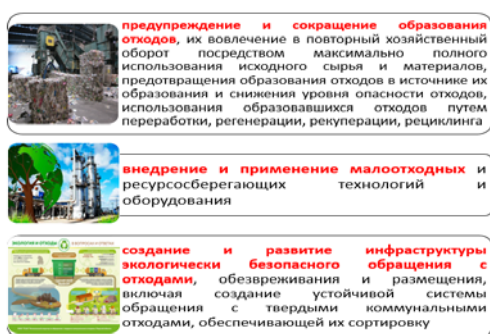 предупреждение и сокращение образования
отходов, их вовлечение в повторный хозяйственный
оборот посредством максимально полного
использования исходного сырья и материалов,
предотвращения образования отходов в источнике их
образования и снижения уровня опасности отходов,
использования образовавшихся отходов путем
переработки, регенерации, рекуперации, рециклинга
внедрение и применение малоотходных и
ресурсосберегающих технологий и
оборудования
создание и развитие инфраструктуры
экологически безопасного обращения с
отходами, обезвреживания и размещения,
включая создание устойчивой системы
обращения с твердыми коммунальными
отходами, обеспечивающей их сортировку
ЭКОЛОГИЯ И ОТХОДЫ